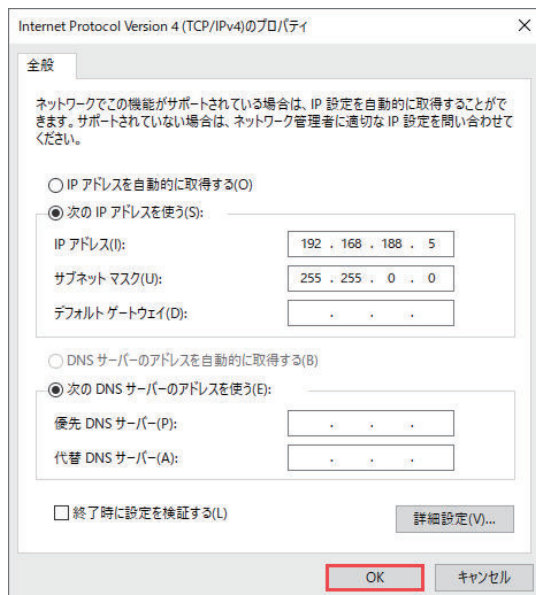 Internet Protocol Version 4 (TCP/IPv4)のプロパティ
全般
ネットワークでこの機能がサポートされている場合は、IP 設定を自動的に取得することがで
きます。サポートされていない場合は、ネットワーク管理者に適切な IP 設定を問い合わせて
ください。
IP アドレスを自動的に取得する(O)
次の IP アドレスを使う(S):
IP アドレス(I): 192 . 168 . 188 . 5
サブネット マスク(U): 255 . 255 . 0 . 0
デフォルト ゲートウェイ(D): . . .
DNS サーバーのアドレスを自動的に取得する(B)
次の DNS サーバーのアドレスを使う(E):
優先 DNS サーバー(P): . . .
代替 DNS サーバー(A): . . .
終了時に設定を検証する(L) 詳細設定(V)...
OK キャンセル